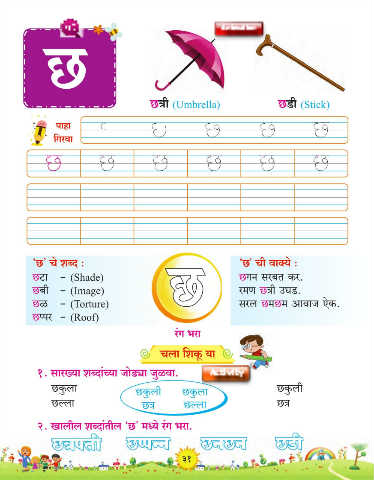 छ
छत्री (Umbrella)
छडी (Stick)
पाहा
गिरवा
छ छ छ छ
छ छ छ छ छ छ
'छ' चे शब्द :
छटा – (Shade)
छबी – (Image)
छळ – (Torture)
छप्पर – (Roof)
छ
रंग भरा
'छ' ची वाक्ये :
छगन सरबत कर.
रमण छत्री उघड.
सरल छमछम आवाज ऐक.
चला शिकू या
Activity
१. सारख्या शब्दांच्या जोड्या जुळवा.
छकुला
छल्ला
छकुली छकुला
छत्र छल्ला
छकुली
छत्र
२. खालील शब्दांतील 'छ' मध्ये रंग भरा.
छत्रपती छप्पन्न छनछन छडी
३१